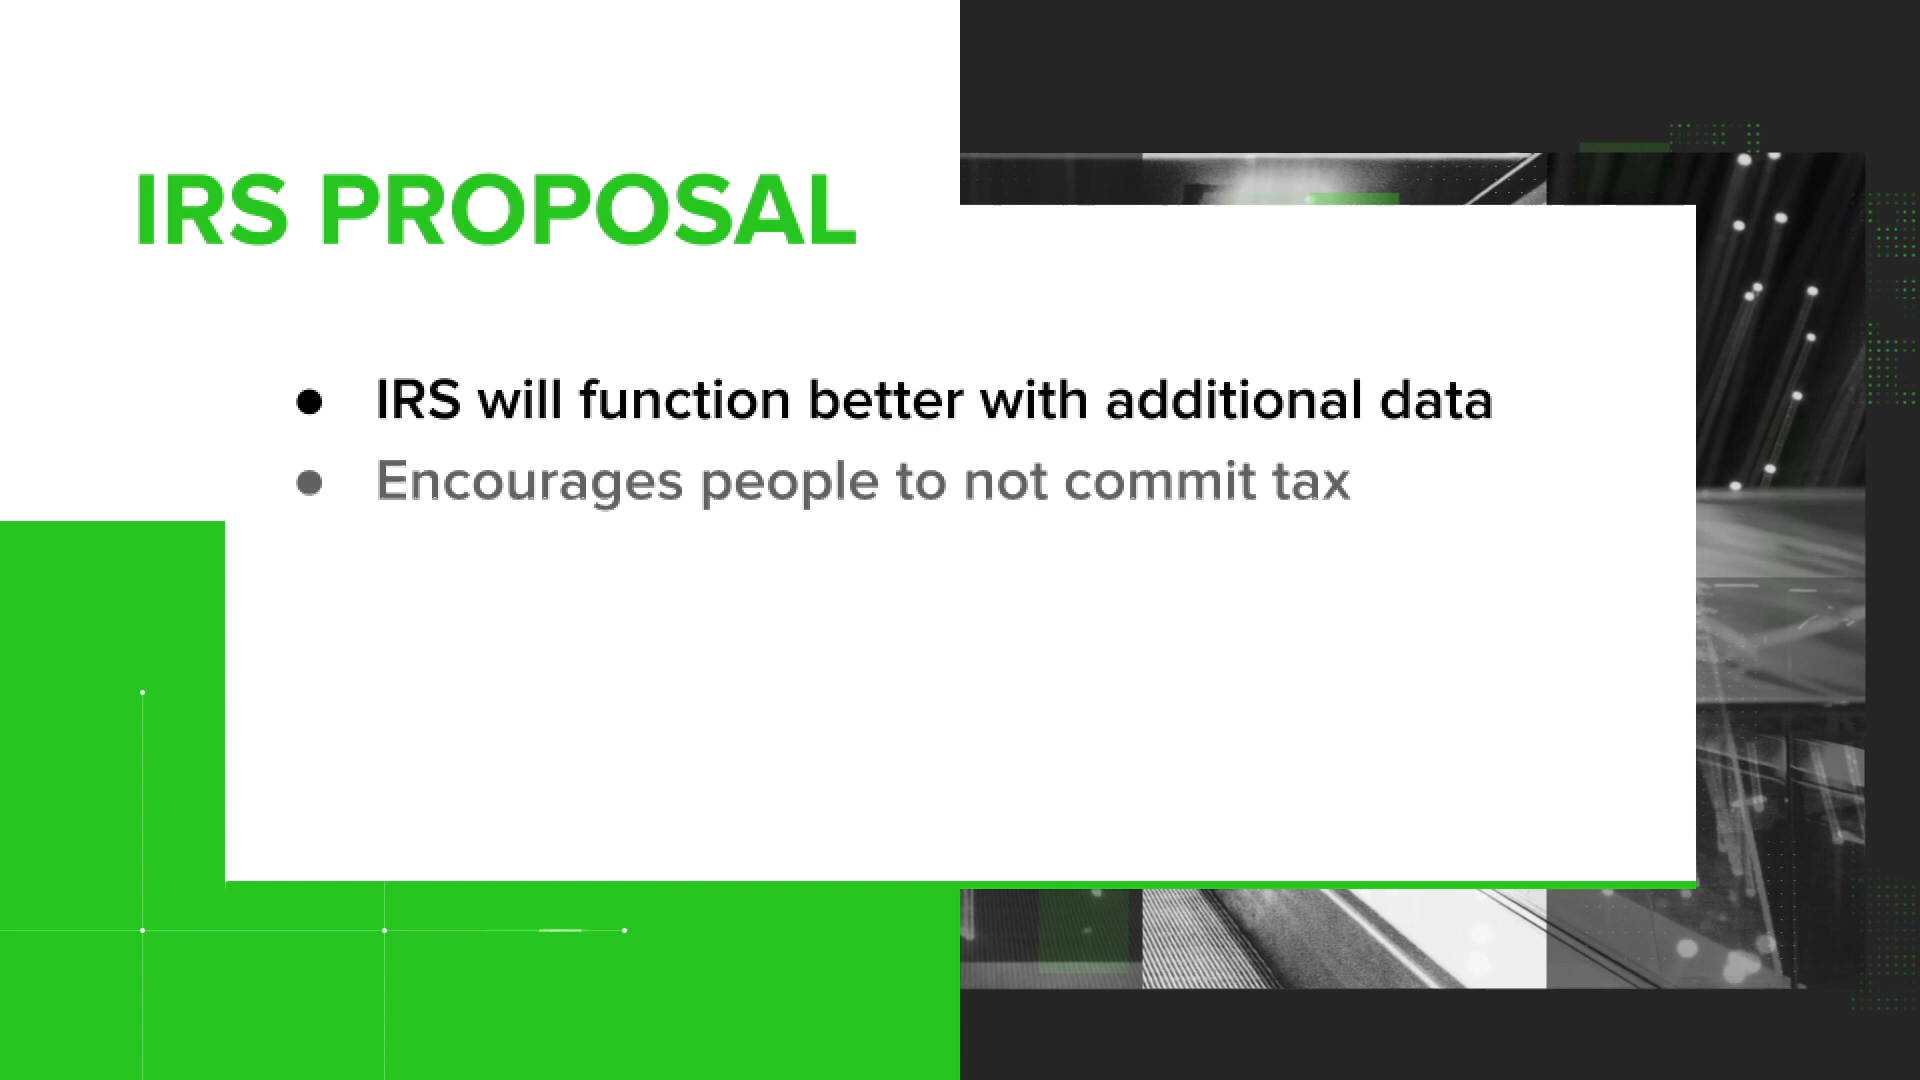 IRS PROPOSAL
● IRS will function better with additional data
● Encourages people to not commit tax